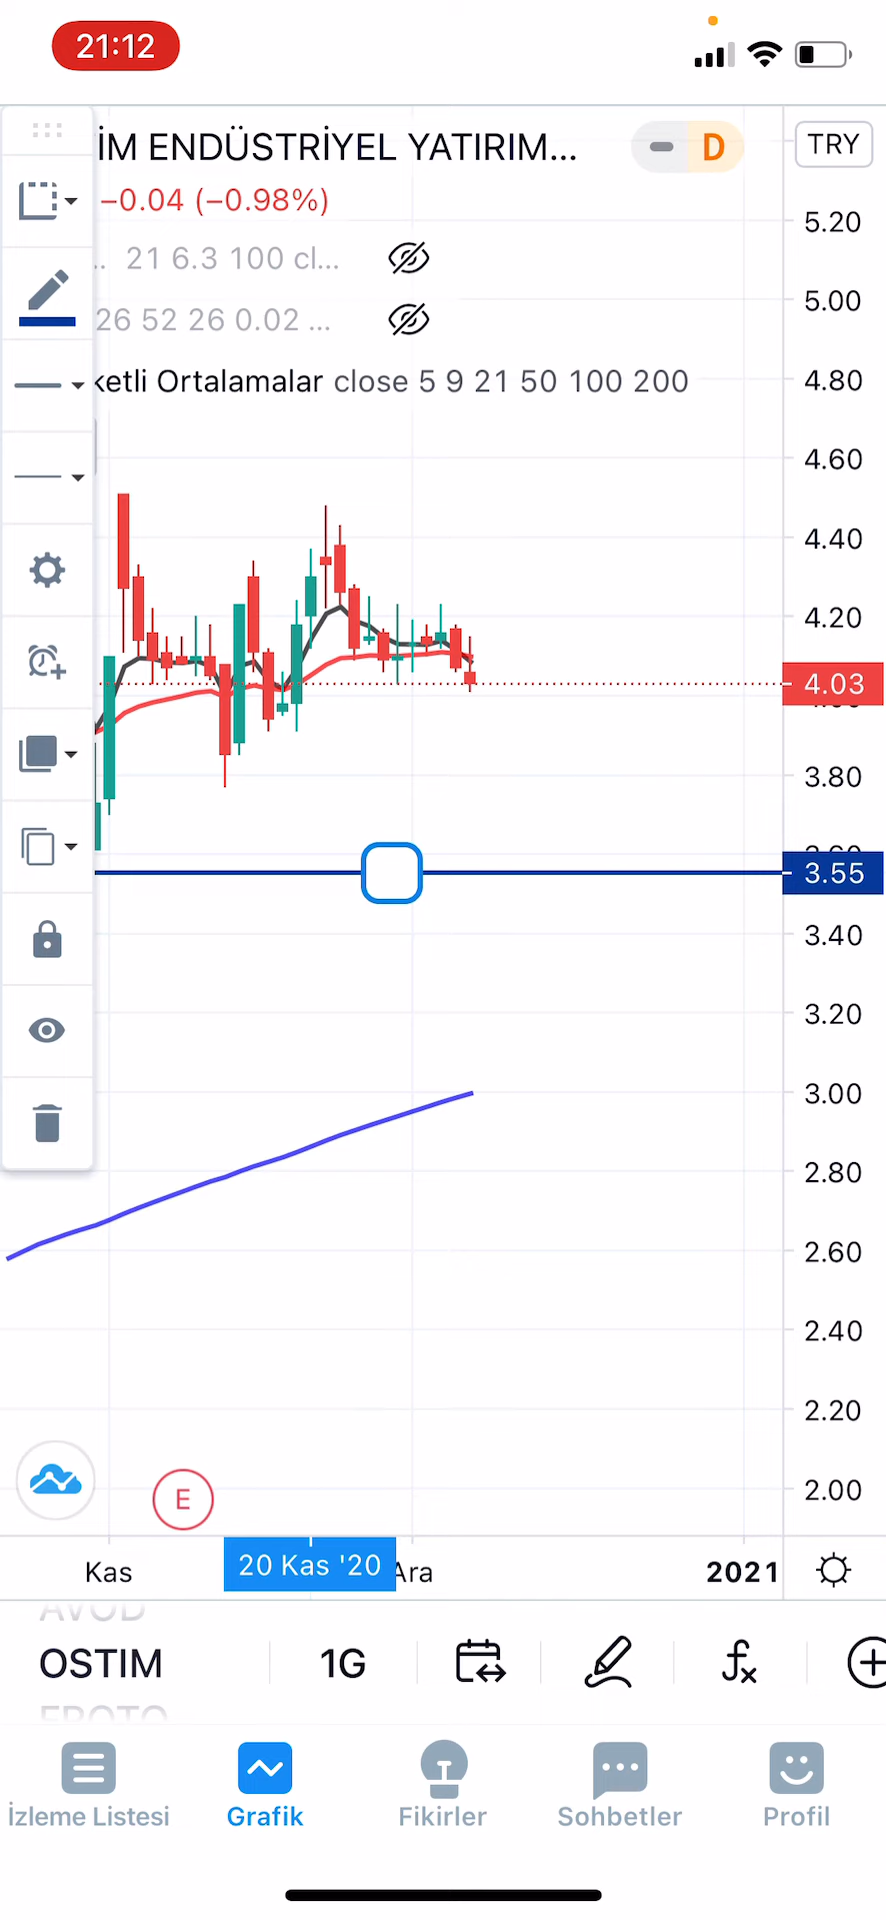 21:12
İM ENDÜSTRİYEL YATIRIM...
D
TRY
−0.04 (−0.98%)
.. 21 6.3 100 cl...
26 52 26 0.02 ...
ketli Ortalamalar close 5 9 21 50 100 200
5.20
5.00
4.80
4.60
4.40
4.20
4.03
3.80
3.55
3.40
3.20
3.00
2.80
2.60
2.40
2.20
2.00
E
Kas
20 Kas '20
Ara
2021
AVOD
OSTIM
1G
fx
FROTO
İzleme Listesi
Grafik
Fikirler
Sohbetler
Profil